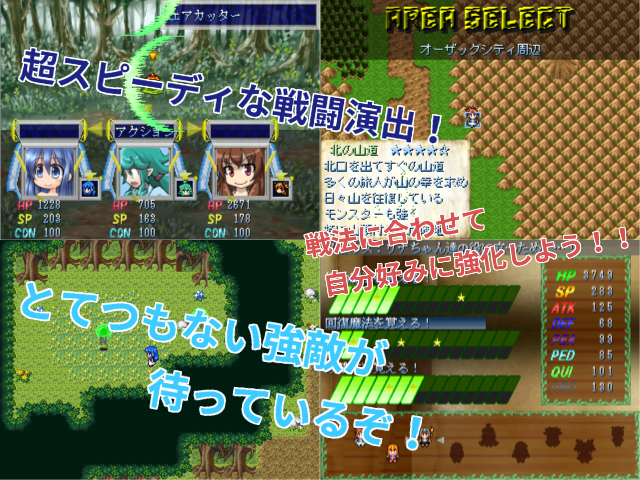 エアカッター
超スピーディな戦闘演出！
アクション
HP 1228
SP 203
CON 100
HP 705
SP 163
CON 100
HP 2671
SP 178
CON 100
AREA SELECT
オーザックシティ周辺
北の山道 ★★★★☆
北口を出てすぐの山道
多くの旅人が山の幸を求め
日々山を往復している
モンスターも強く
戦法に合わせて
自分好みに強化しよう！！
回復魔法を覚える！
える！
HP 3749
SP 288
ATK 125
DEF 68
99
PED 85
QUI 101
130
とてつもない強敵が
待っているぞ！